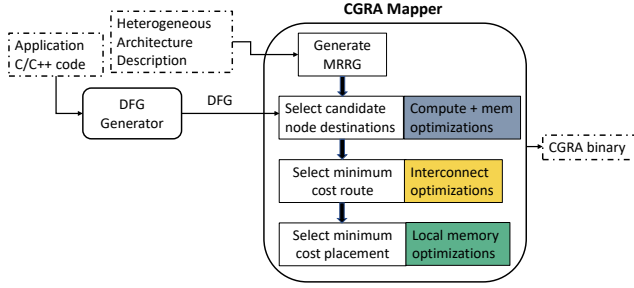 CGRA Mapper
Heterogeneous
Architecture
Description
Application
C/C++ code
Generate
MRRG
DFG
Generator
DFG
Select candidate
node destinations
Compute + mem
optimizations
CGRA binary
Select minimum
cost route
Interconnect
optimizations
Select minimum
cost placement
Local memory
optimizations